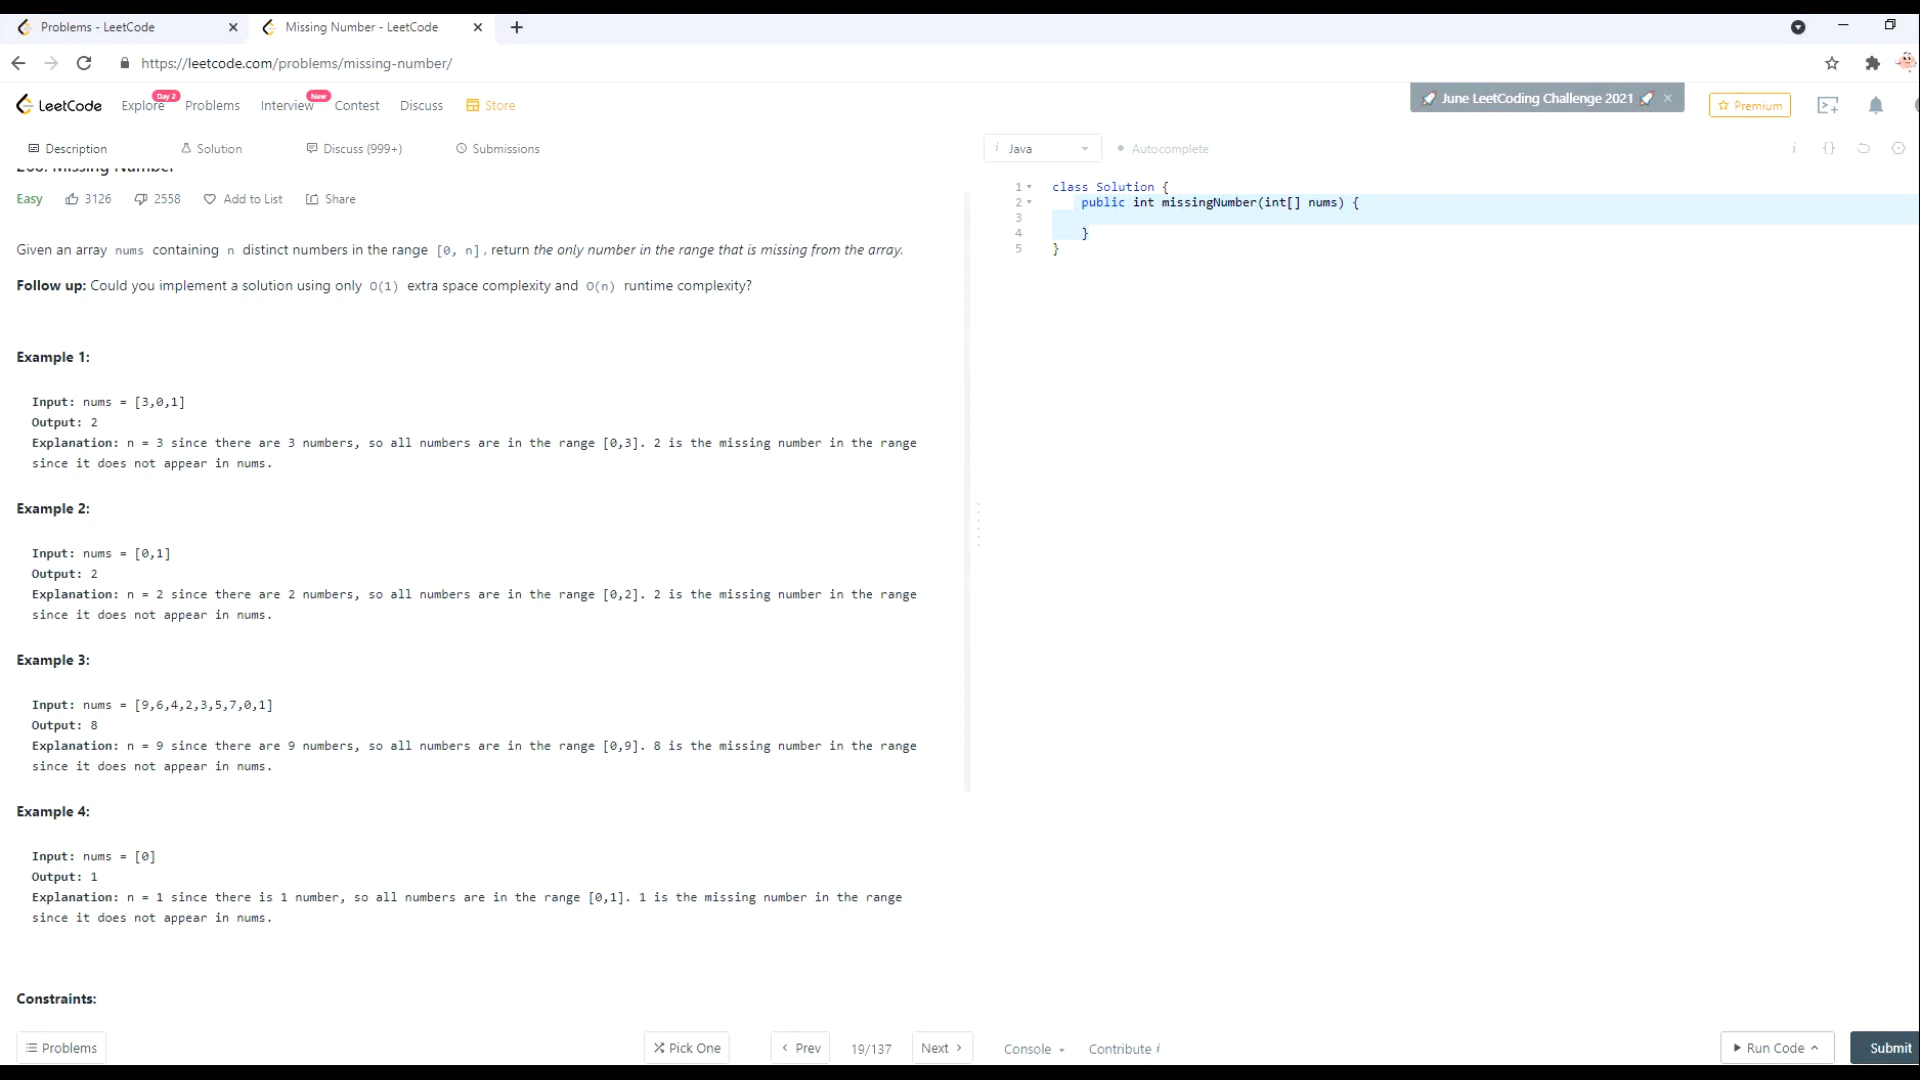 Problems - LeetCode
Missing Number - LeetCode
https://leetcode.com/problems/missing-number/
LeetCode
Explore
Day 2
Problems
Interview
New
Contest
Discuss
Store
June LeetCoding Challenge 2021
Premium
Description
Solution
Discuss (999+)
Submissions
i Java
Autocomplete
Missing Number
Easy
3126
2558
Add to List
Share
Given an array nums containing n distinct numbers in the range [0, n], return the only number in the range that is missing from the array.
Follow up: Could you implement a solution using only O(1) extra space complexity and O(n) runtime complexity?
Example 1:
Input: nums = [3,0,1]
Output: 2
Explanation: n = 3 since there are 3 numbers, so all numbers are in the range [0,3]. 2 is the missing number in the range
since it does not appear in nums.
Example 2:
Input: nums = [0,1]
Output: 2
Explanation: n = 2 since there are 2 numbers, so all numbers are in the range [0,2]. 2 is the missing number in the range
since it does not appear in nums.
Example 3:
Input: nums = [9,6,4,2,3,5,7,0,1]
Output: 8
Explanation: n = 9 since there are 9 numbers, so all numbers are in the range [0,9]. 8 is the missing number in the range
since it does not appear in nums.
Example 4:
Input: nums = [0]
Output: 1
Explanation: n = 1 since there is 1 number, so all numbers are in the range [0,1]. 1 is the missing number in the range
since it does not appear in nums.
Constraints:
1 class Solution {
2 public int missingNumber(int[] nums) {
3
4 }
5 }
Problems
Pick One
Prev
19/137
Next
Console
Contribute i
Run Code
Submit